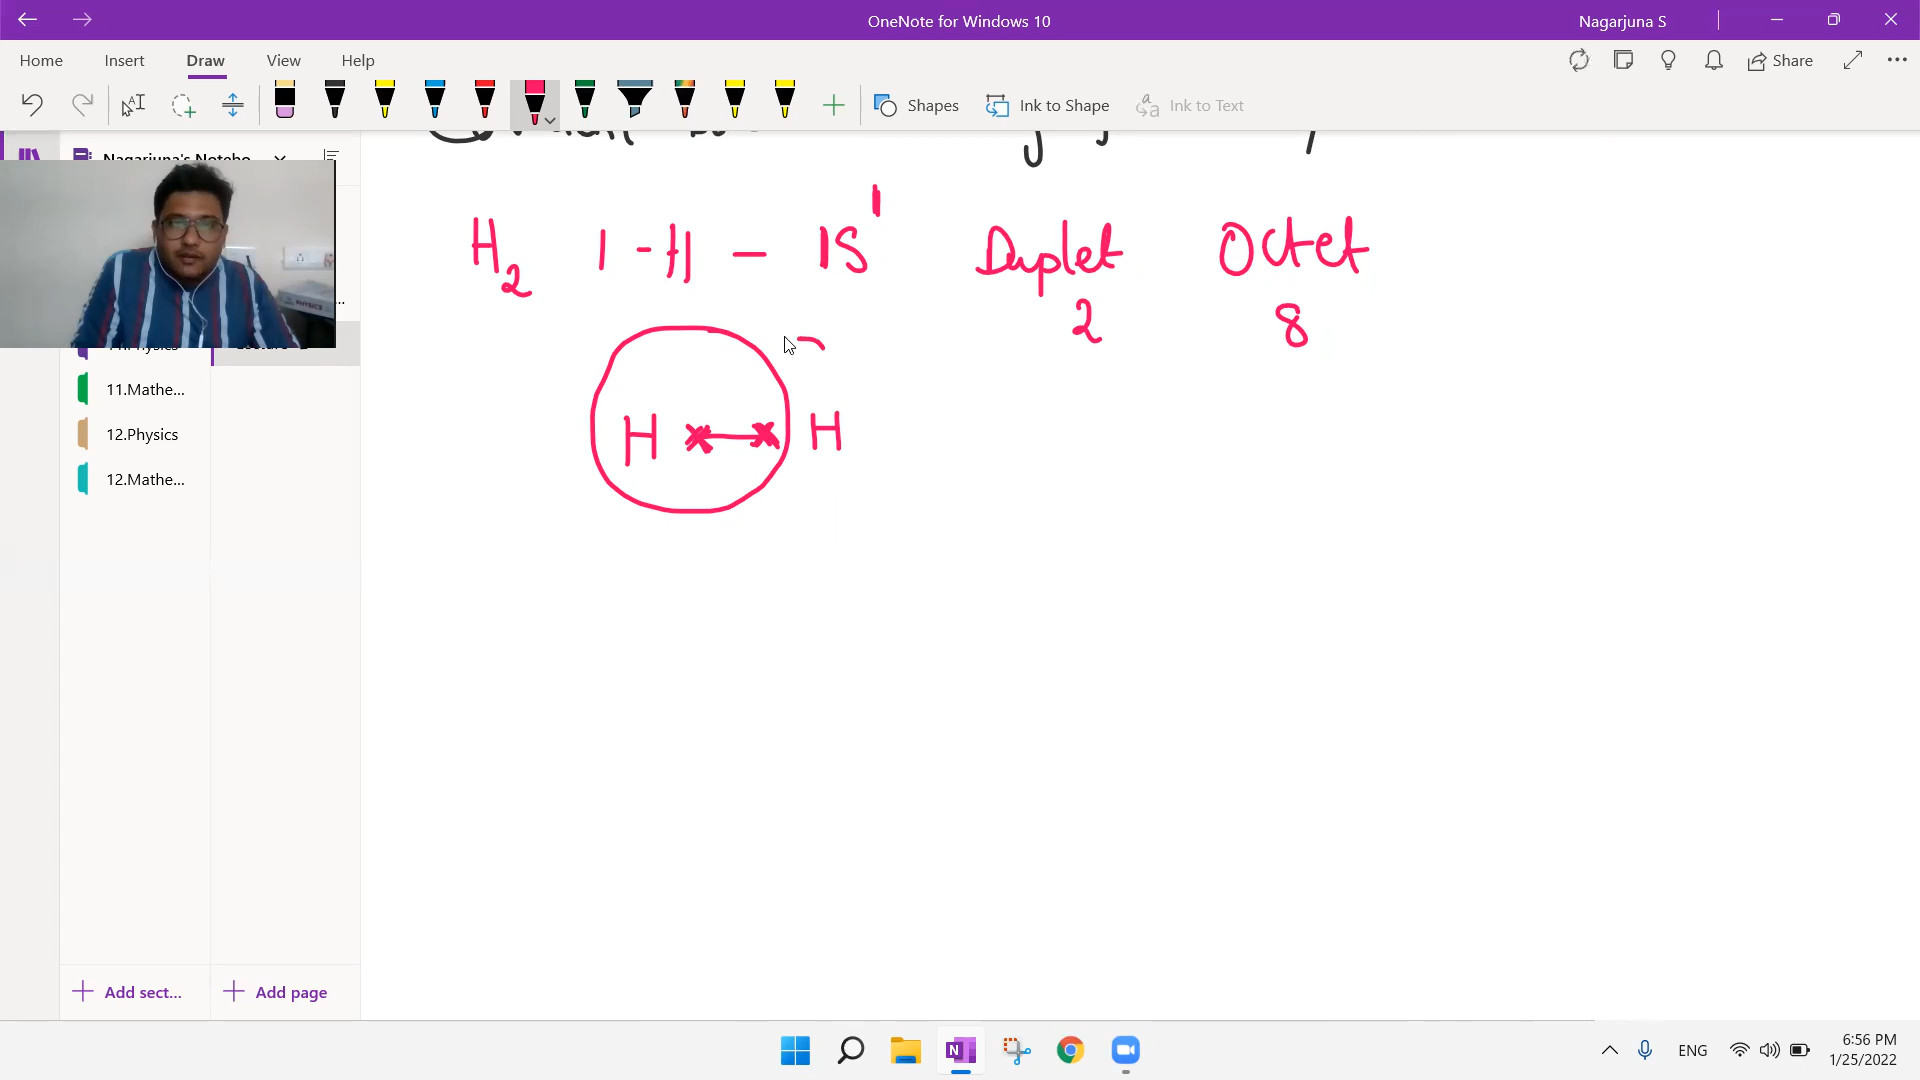 OneNote for Windows 10
Nagarjuna S
Home Insert Draw View Help
Share
Shapes Ink to Shape Ink to Text
Nagarjuna's Notebo
H2 1-H - 1S¹ Duplet Octet
2 8
H x-x H
11.Mathe...
12.Physics
12.Mathe...
+ Add sect... + Add page
ENG
6:56 PM
1/25/2022